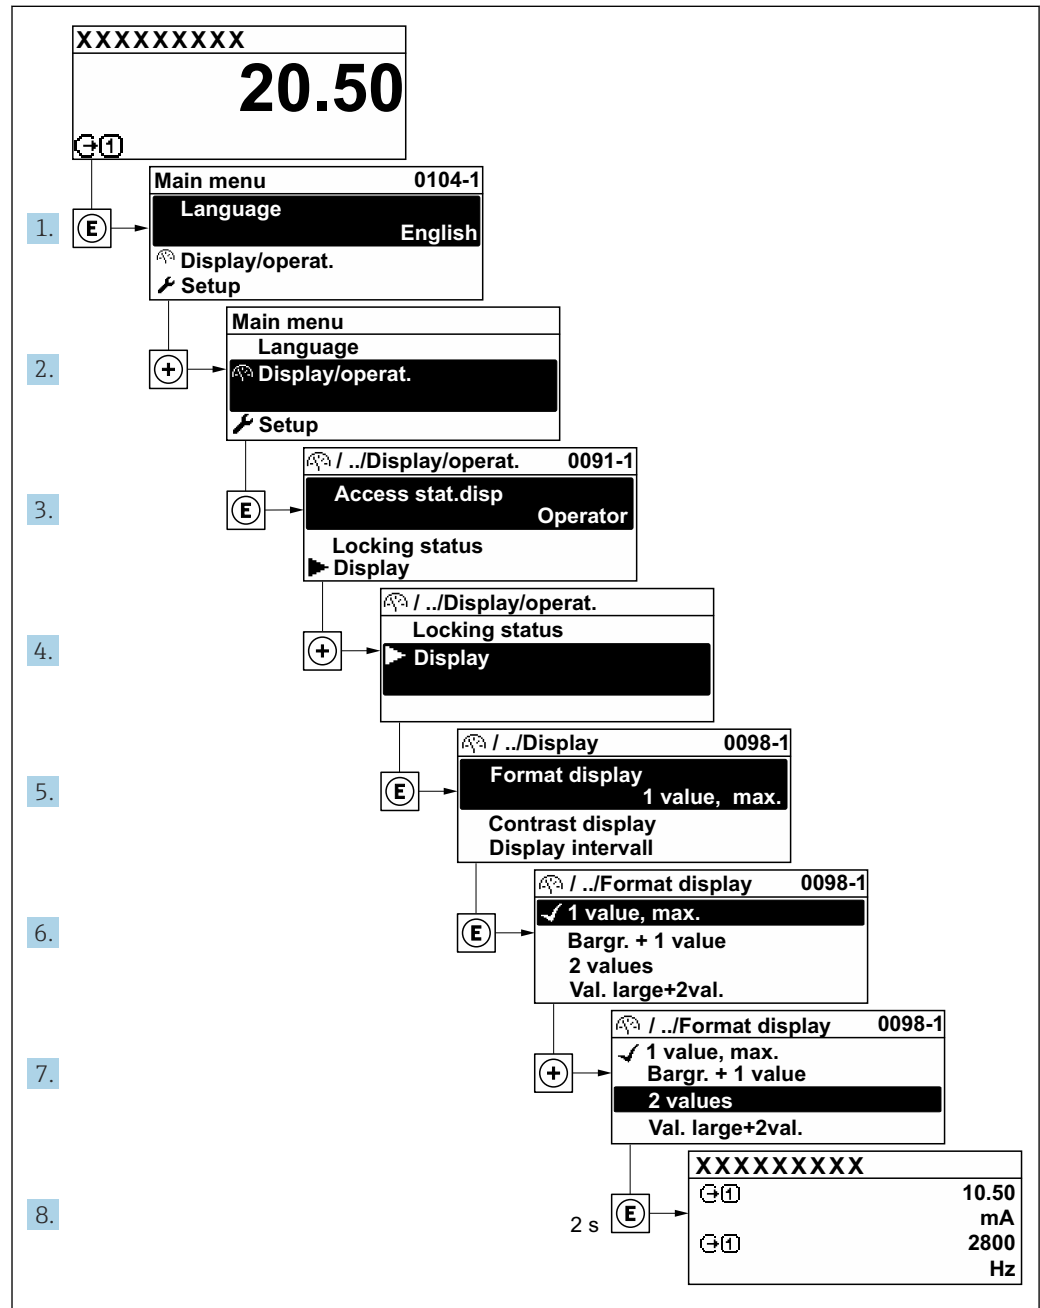 XXXXXXXXX
20.50
1
Main menu 0104-1
1. E Language
English
Display/operat.
Setup
Main menu
Language
2. + Display/operat.
Setup
/ ../Display/operat. 0091-1
3. E Access stat.disp
Operator
Locking status
Display
/ ../Display/operat.
Locking status
4. + Display
/ ../Display 0098-1
5. E Format display
1 value, max.
Contrast display
Display intervall
/ ../Format display 0098-1
6. E 1 value, max.
Bargr. + 1 value
2 values
Val. large+2val.
/ ../Format display 0098-1
7. + 1 value, max.
Bargr. + 1 value
2 values
Val. large+2val.
XXXXXXXXX
1 10.50
8. 2 s E mA
1 2800
Hz